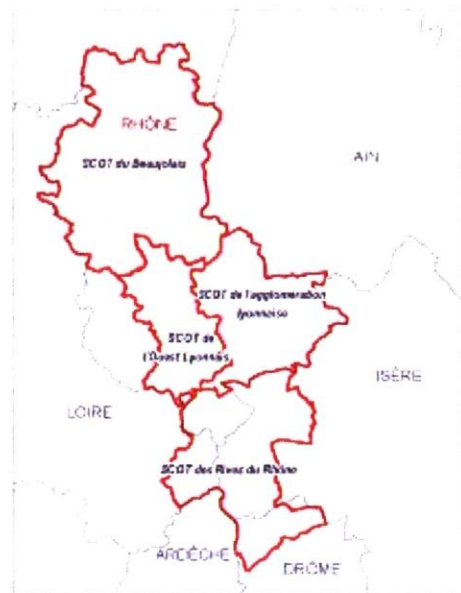 RHÔNE
SCOT du Beaujolais
AIN
SCOT de l'agglomération
lyonnaise
SCOT de
l'Ouest Lyonnais
ISÈRE
LOIRE
SCOT des Rives du Rhône
ARDÈCHE
DRÔME